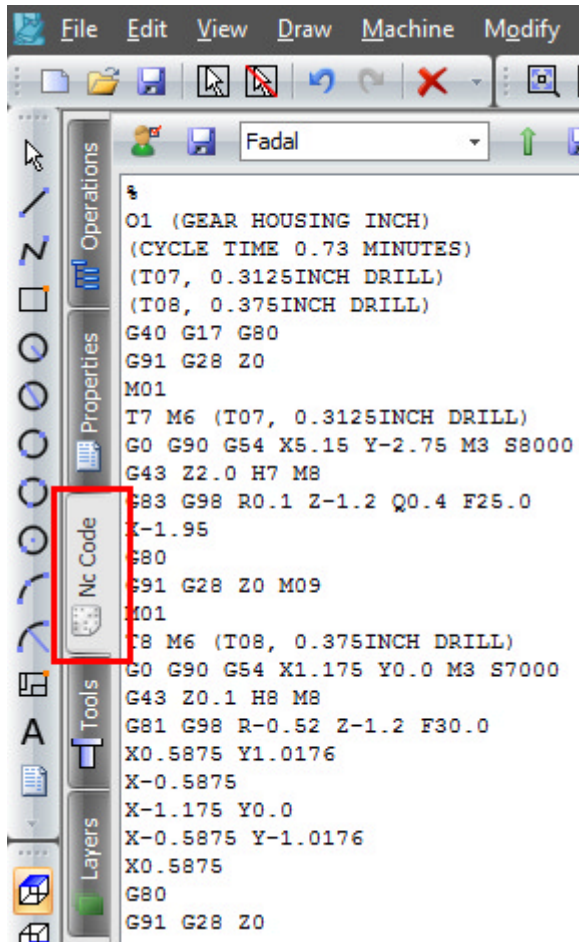 File Edit View Draw Machine Modify
Fadal
Operations
Properties
Nc Code
Tools
Layers
A
%
O1 (GEAR HOUSING INCH)
(CYCLE TIME 0.73 MINUTES)
(T07, 0.3125INCH DRILL)
(T08, 0.375INCH DRILL)
G40 G17 G80
G91 G28 Z0
M01
T7 M6 (T07, 0.3125INCH DRILL)
G0 G90 G54 X5.15 Y-2.75 M3 S8000
G43 Z2.0 H7 M8
G83 G98 R0.1 Z-1.2 Q0.4 F25.0
X-1.95
G80
G91 G28 Z0 M09
M01
T8 M6 (T08, 0.375INCH DRILL)
G0 G90 G54 X1.175 Y0.0 M3 S7000
G43 Z0.1 H8 M8
G81 G98 R-0.52 Z-1.2 F30.0
X0.5875 Y1.0176
X-0.5875
X-1.175 Y0.0
X-0.5875 Y-1.0176
X0.5875
G80
G91 G28 Z0